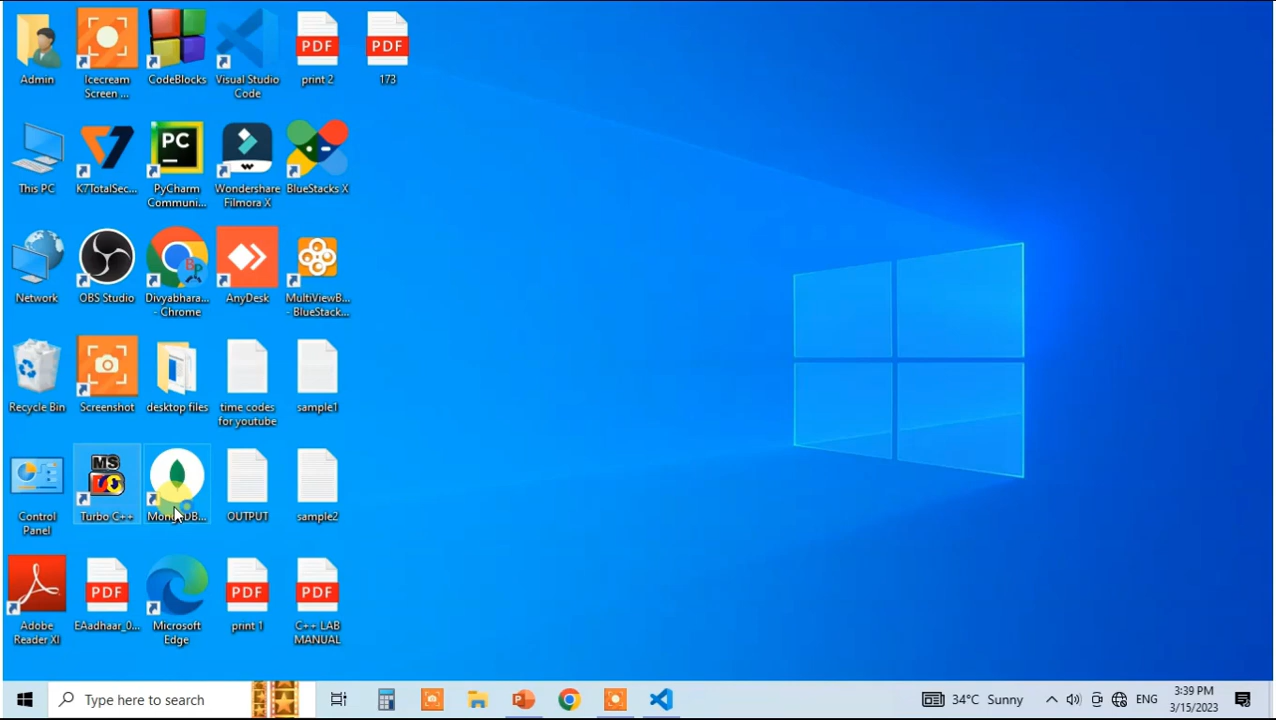 Admin
Icecream
Screen ...
CodeBlocks
Visual Studio
Code
PDF
print 2
PDF
173
This PC
K7TotalSec...
PC
PyCharm
Communi...
Wondershare
Filmora X
BlueStacks X
Network
OBS Studio
BP
Divyabhara...
- Chrome
AnyDesk
MultiViewB...
- BlueStack...
Recycle Bin
Screenshot
desktop files
time codes
for youtube
sample1
Control
Panel
MS
Turbo C++
OUTPUT
sample2
Adobe
Reader XI
PDF
EAadhaar_0...
Microsoft
Edge
PDF
print 1
PDF
C++ LAB
MANUAL
Type here to search
34°C Sunny
ENG
3:39 PM
3/15/2023